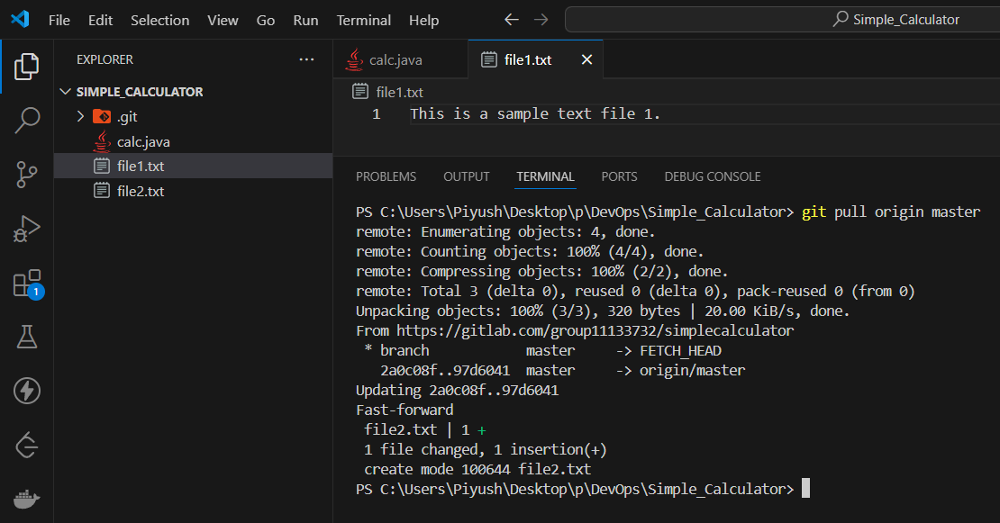 File Edit Selection View Go Run Terminal Help Simple_Calculator
EXPLORER
SIMPLE_CALCULATOR
.git
calc.java
file1.txt
file2.txt
1
calc.java file1.txt
file1.txt
1 This is a sample text file 1.
PROBLEMS OUTPUT TERMINAL PORTS DEBUG CONSOLE
PS C:\Users\Piyush\Desktop\p\DevOps\Simple_Calculator> git pull origin master
remote: Enumerating objects: 4, done.
remote: Counting objects: 100% (4/4), done.
remote: Compressing objects: 100% (2/2), done.
remote: Total 3 (delta 0), reused 0 (delta 0), pack-reused 0 (from 0)
Unpacking objects: 100% (3/3), 320 bytes | 20.00 KiB/s, done.
From https://gitlab.com/group11133732/simplecalculator
 * branch            master     -> FETCH_HEAD
   2a0c08f..97d6041  master     -> origin/master
Updating 2a0c08f..97d6041
Fast-forward
 file2.txt | 1 +
 1 file changed, 1 insertion(+)
 create mode 100644 file2.txt
PS C:\Users\Piyush\Desktop\p\DevOps\Simple_Calculator>